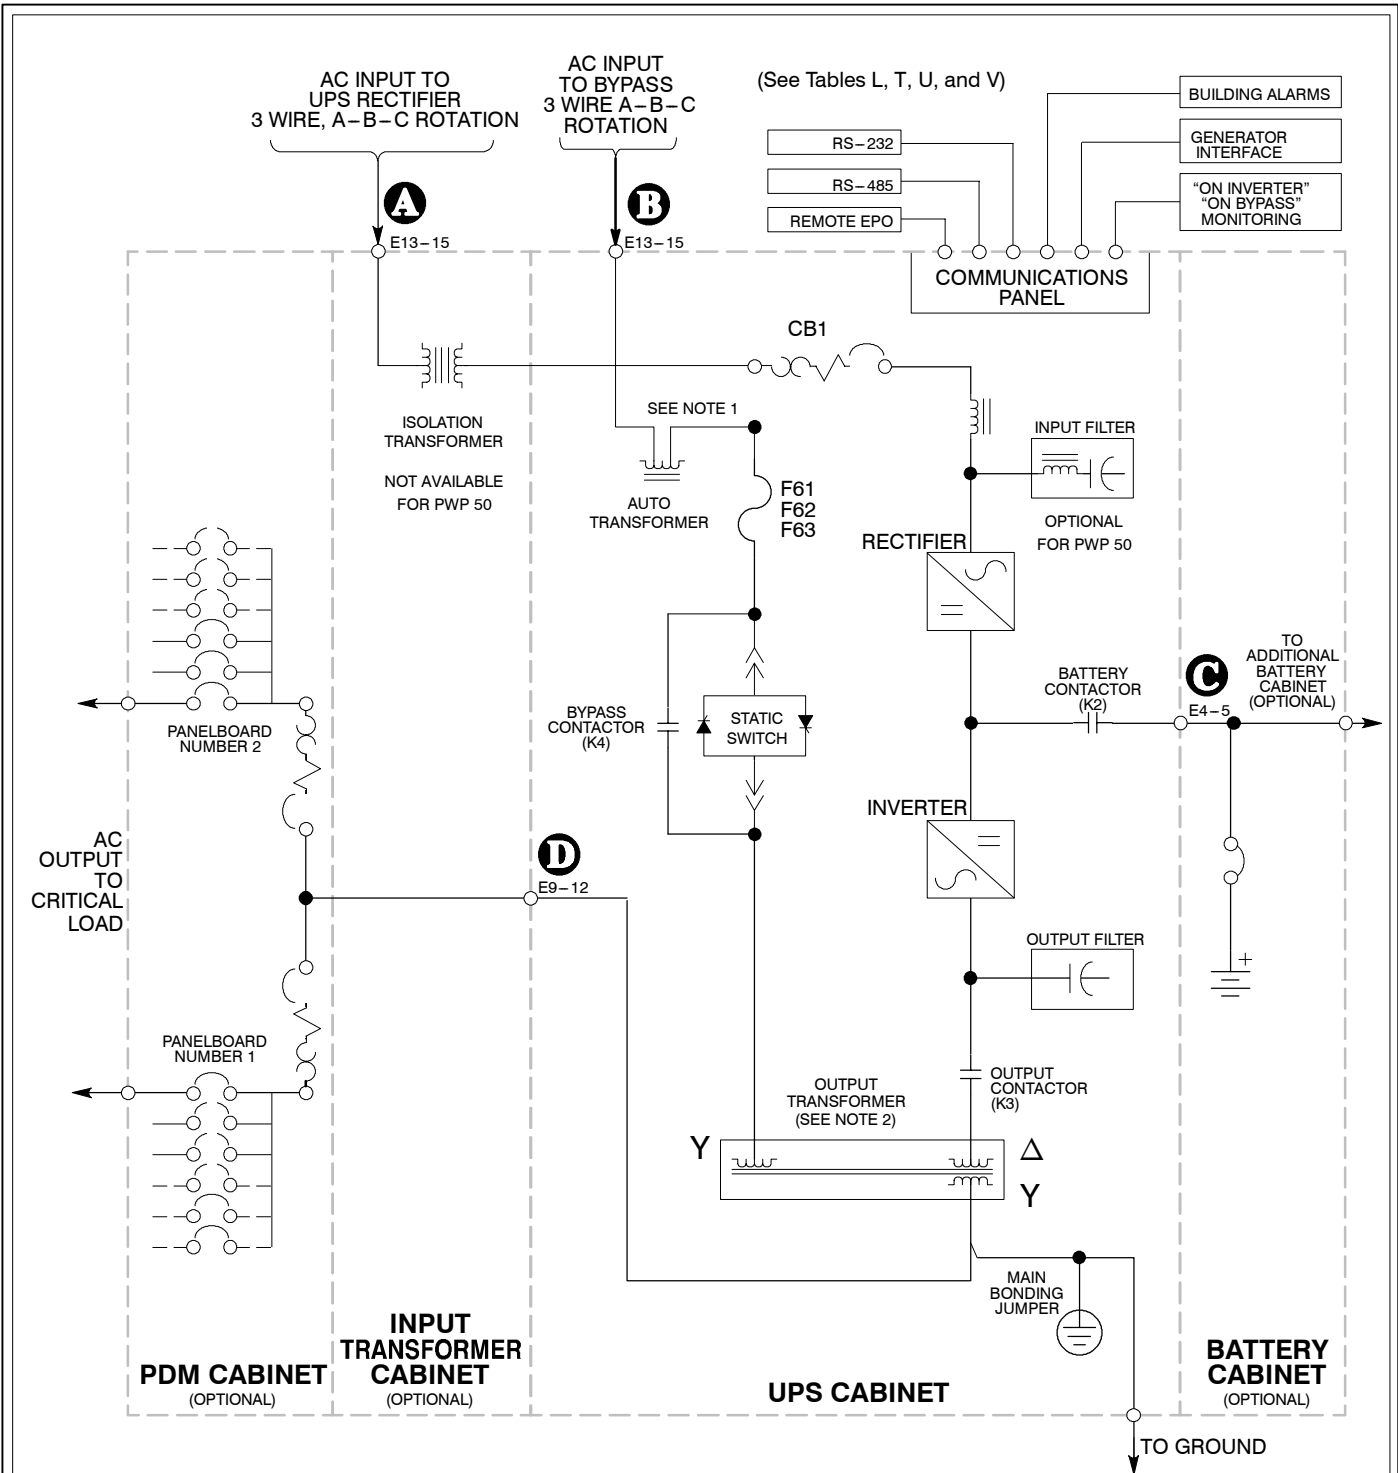 AC INPUT TO
UPS RECTIFIER
3 WIRE, A-B-C ROTATION
AC INPUT
TO BYPASS
3 WIRE A-B-C
ROTATION
(See Tables L, T, U, and V)
BUILDING ALARMS
RS-232
GENERATOR
INTERFACE
RS-485
"ON INVERTER"
"ON BYPASS"
MONITORING
REMOTE EPO
A
B
E13-15
E13-15
COMMUNICATIONS
PANEL
CB1
ISOLATION
TRANSFORMER
NOT AVAILABLE
FOR PWP 50
SEE NOTE 1
AUTO
TRANSFORMER
F61
F62
F63
INPUT FILTER
OPTIONAL
FOR PWP 50
RECTIFIER
BATTERY
CONTACTOR
(K2)
C
E4-5
TO
ADDITIONAL
BATTERY
CABINET
(OPTIONAL)
PANELBOARD
NUMBER 2
BYPASS
CONTACTOR
(K4)
STATIC
SWITCH
INVERTER
AC
OUTPUT
TO
CRITICAL
LOAD
D
E9-12
OUTPUT FILTER
+
PANELBOARD
NUMBER 1
OUTPUT
TRANSFORMER
(SEE NOTE 2)
OUTPUT
CONTACTOR
(K3)
Y
Δ
Y
MAIN
BONDING
JUMPER
PDM CABINET
(OPTIONAL)
INPUT
TRANSFORMER
CABINET
(OPTIONAL)
UPS CABINET
BATTERY
CABINET
(OPTIONAL)
TO GROUND